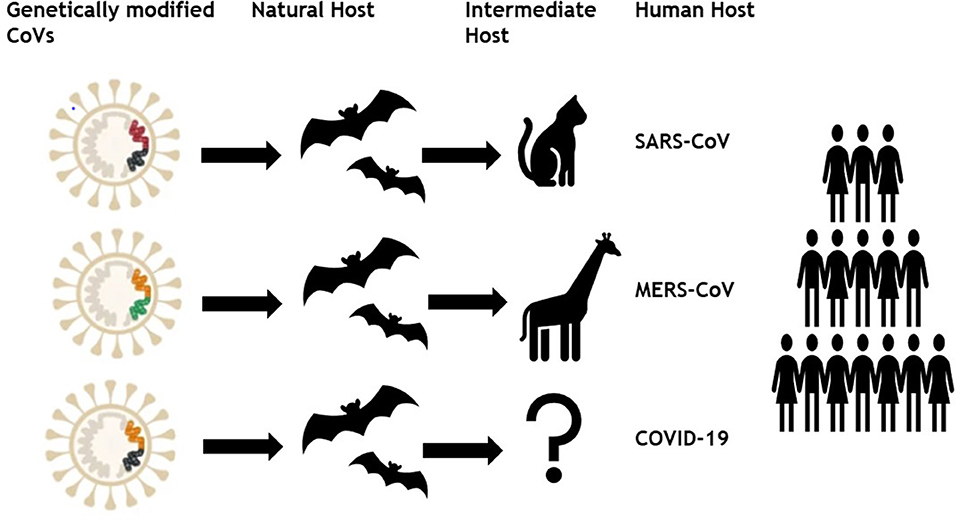 Genetically modified
CoVs
Natural Host
Intermediate
Host
Human Host
SARS-CoV
MERS-CoV
?
COVID-19